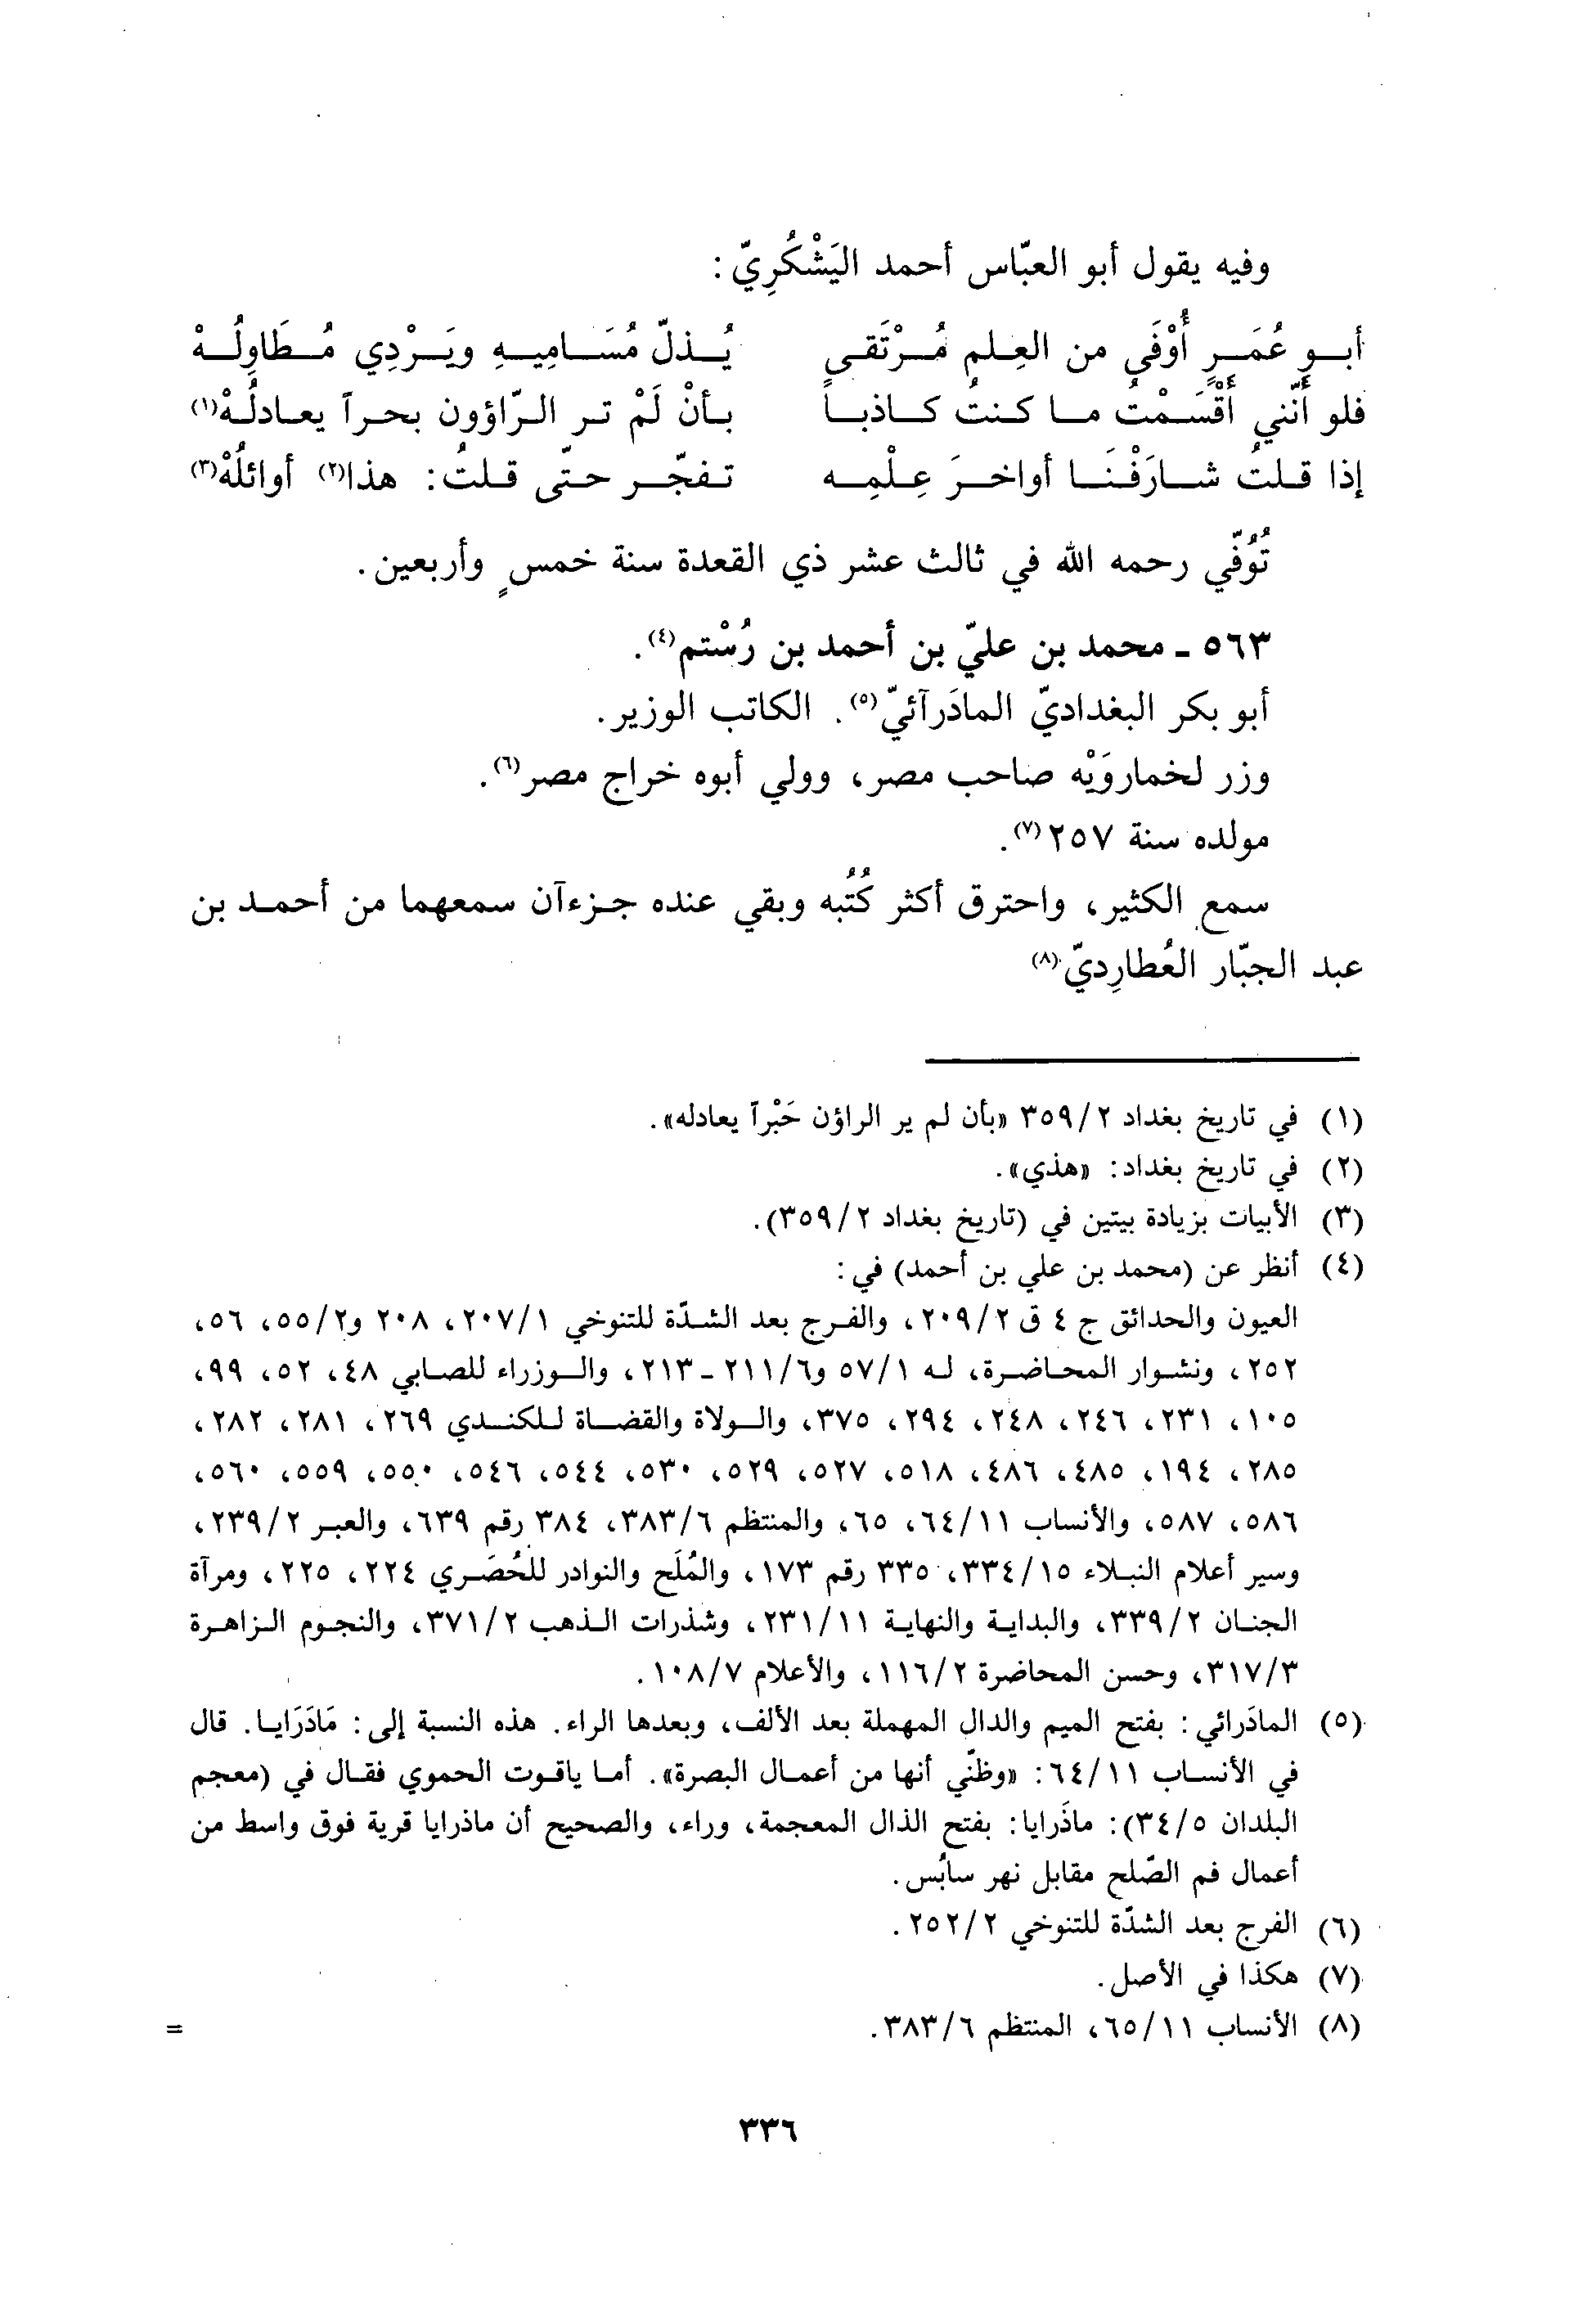 وفيه يقول أبو العبّاس أحمد اليَشْكُرِيّ :
أبو عُمَرٍ أُوْفَى من العِلم مُرْتَقى يُذلّ مُسَامِيهِ ويَرْدِي مُطَاوِلُهْ
فلو أنّني أَقْسَمْتُ ما كنتُ كاذباً بأنْ لَمْ تر الرّاؤون بحراً يعادلُهْ(١)
إذا قلتُ شارَفْنَا أواخرَ عِلْمِه تفجّر حتّى قلتُ: هذا(٢) أوائلُهْ(٣)
تُوُفّي رحمه الله في ثالث عشر ذي القعدة سنة خمسٍ وأربعين.
٥٦٣ ـ محمد بن عليّ بن أحمد بن رُسْتم(٤).
أبو بكر البغداديّ المادَرآئيّ(٥). الكاتب الوزير.
وزر لخمارَوَيْه صاحب مصر، وولي أبوه خراج مصر(٦).
مولده سنة ٢٥٧(٧).
سمع الكثير، واحترق أكثر كُتُبه وبقي عنده جزءآن سمعهما من أحمد بن
عبد الجبّار العُطارِديّ(٨)
(١) في تاريخ بغداد ٣٥٩/٢ «بأن لم ير الراؤن حَبْراً يعادله».
(٢) في تاريخ بغداد: «هذي».
(٣) الأبيات بزيادة بيتين في (تاريخ بغداد ٣٥٩/٢).
(٤) أنظر عن (محمد بن علي بن أحمد) في :
العيون والحدائق ج ٤ ق ٢٠٩/٢، والفرج بعد الشدّة للتنوخي ٢٠٧/١، ٢٠٨ و٥٥/٢، ٥٦،
٢٥٢، ونشوار المحاضرة، له ٥٧/١ و٢١١/٦ ـ ٢١٣، والوزراء للصابي ٤٨، ٥٢، ٩٩،
١٠٥، ٢٣١، ٢٤٦، ٢٤٨، ٢٩٤، ٣٧٥، والولاة والقضاة للكندي ٢٦٩، ٢٨١، ٢٨٢،
٢٨٥، ١٩٤، ٤٨٥، ٤٨٦، ٥١٨، ٥٢٧، ٥٢٩، ٥٣٠، ٥٤٤، ٥٤٦، ٥٥٠، ٥٥٩، ٥٦٠،
٥٨٦، ٥٨٧، والأنساب ٦٤/١١، ٦٥، والمنتظم ٣٨٣/٦، ٣٨٤ رقم ٦٣٩، والعبر ٢٣٩/٢،
وسير أعلام النبلاء ٣٣٤/١٥، ٣٣٥ رقم ١٧٣، والمُلَح والنوادر للحُصَري ٢٢٤، ٢٢٥، ومرآة
الجنان ٣٣٩/٢، والبداية والنهاية ٢٣١/١١، وشذرات الذهب ٣٧١/٢، والنجوم الزاهرة
٣١٧/٣، وحسن المحاضرة ١١٦/٢، والأعلام ١٠٨/٧.
(٥) المادَرائي: بفتح الميم والدال المهملة بعد الألف، وبعدها الراء. هذه النسبة إلى: مَادَرَايا. قال
في الأنساب ٦٤/١١: «وظنّي أنها من أعمال البصرة». أما ياقوت الحموي فقال في (معجم
البلدان ٣٤/٥): ماذَرايا: بفتح الذال المعجمة، وراء، والصحيح أن ماذرايا قرية فوق واسط من
أعمال فم الصّلح مقابل نهر سابُس.
(٦) الفرج بعد الشدّة للتنوخي ٢٥٢/٢.
(٧) هكذا في الأصل.
(٨) الأنساب ٦٥/١١، المنتظم ٣٨٣/٦. =
٣٣٦